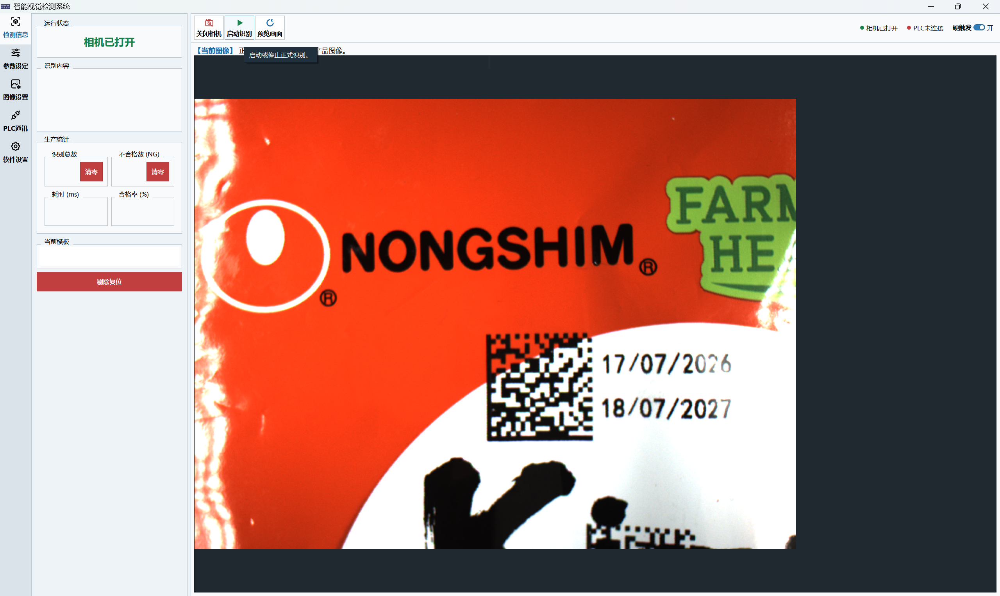 智能视觉检测系统
检测信息
参数设定
图像设置
PLC通讯
软件设置
运行状态
相机已打开
识别内容
生产统计
识别总数
清零
不合格数 (NG)
清零
耗时 (ms)
合格率 (%)
当前模板
剔除复位
关闭相机
启动识别
预览画面
相机已打开
PLC未连接
硬触发
开
【当前图像】 正
产品图像。
启动或停止正式识别。
NONGSHIM®
®
FARM
HE
17/07/2026
18/07/2027